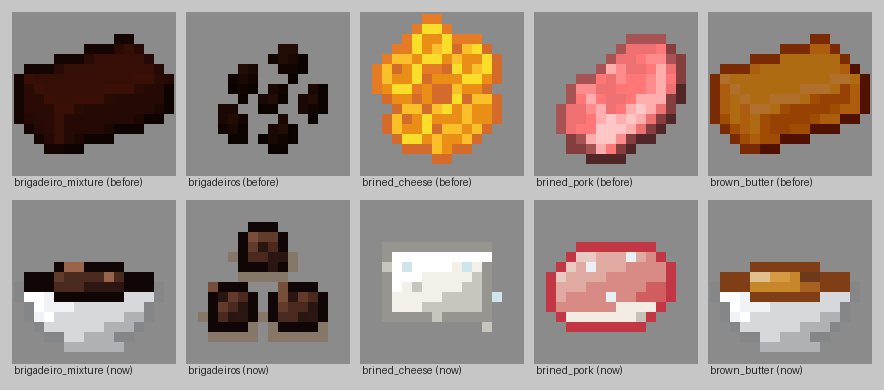 brigadeiro_mixture (before)
brigadeiros (before)
brined_cheese (before)
brined_pork (before)
brown_butter (before)
brigadeiro_mixture (now)
brigadeiros (now)
brined_cheese (now)
brined_pork (now)
brown_butter (now)